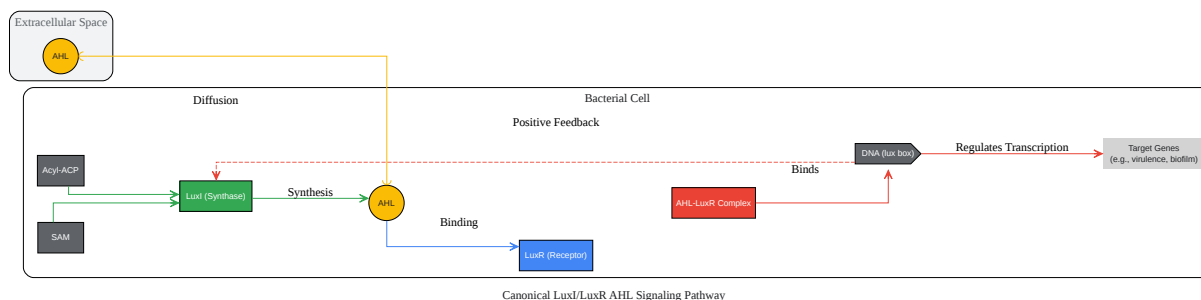 Extracellular Space
AHL
Diffusion
Bacterial Cell
Positive Feedback
Acyl-ACP
DNA (lux box)
Regulates Transcription
Target Genes
(e.g., virulence, biofilm)
Binds
LuxI (Synthase)
Synthesis
AHL
AHL-LuxR Complex
SAM
Binding
LuxR (Receptor)
Canonical LuxI/LuxR AHL Signaling Pathway